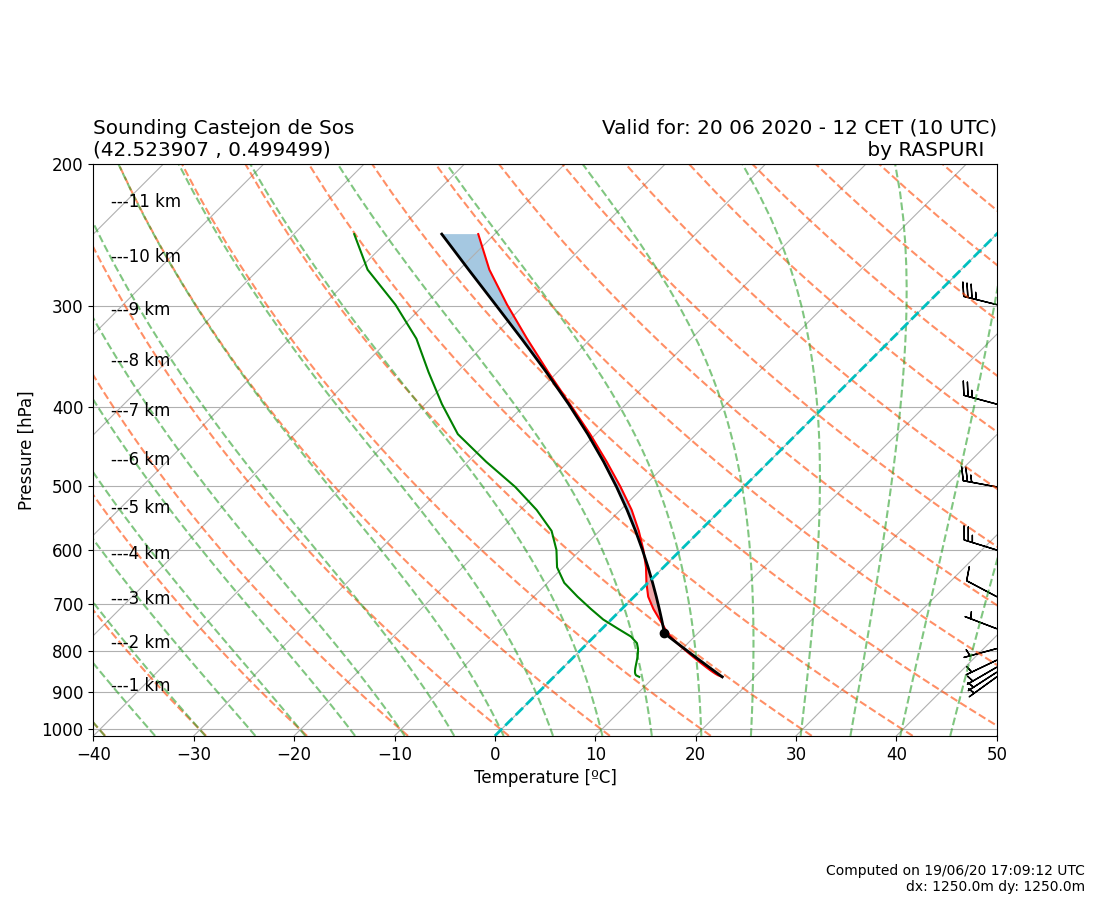 Sounding Castejon de Sos
(42.523907 , 0.499499)
Valid for: 20 06 2020 - 12 CET (10 UTC)
by RASPURI
200
300
400
500
600
700
800
900
1000
Pressure [hPa]
---11 km
---10 km
---9 km
---8 km
---7 km
---6 km
---5 km
---4 km
---3 km
---2 km
---1 km
−40 −30 −20 −10 0 10 20 30 40 50
Temperature [ºC]
Computed on 19/06/20 17:09:12 UTC
dx: 1250.0m dy: 1250.0m